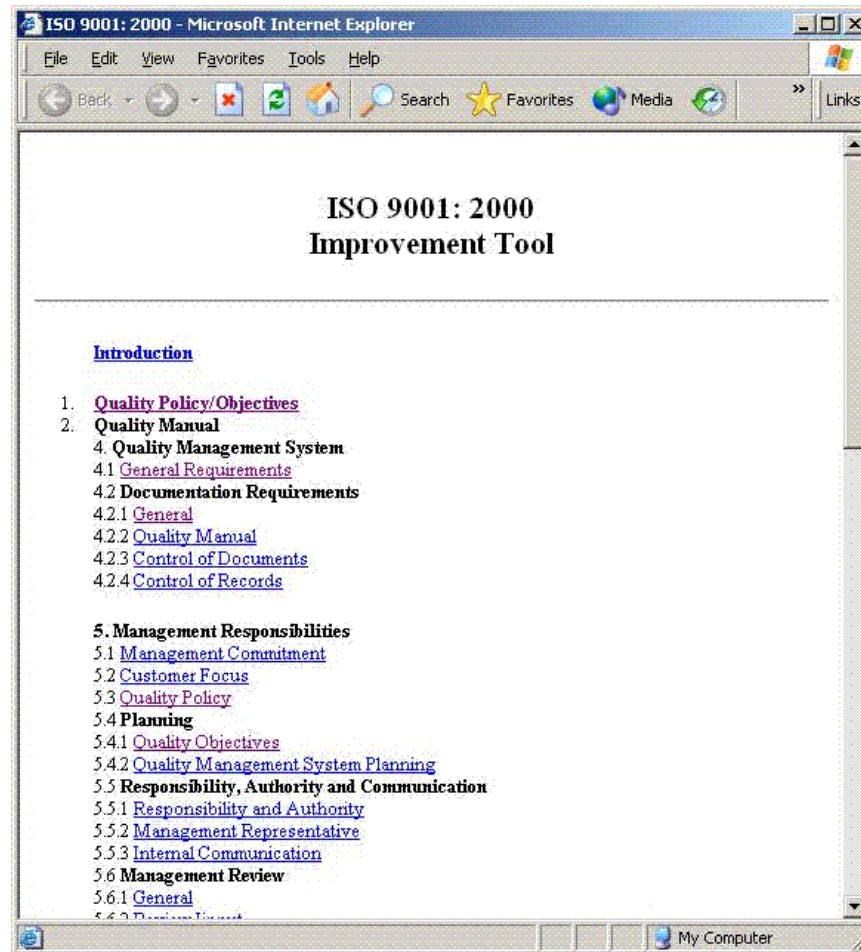 ISO 9001: 2000 - Microsoft Internet Explorer
File Edit View Favorites Tools Help
Back Search Favorites Media » Links
ISO 9001: 2000
Improvement Tool
Introduction
1. Quality Policy/Objectives
2. Quality Manual
4. Quality Management System
4.1 General Requirements
4.2 Documentation Requirements
4.2.1 General
4.2.2 Quality Manual
4.2.3 Control of Documents
4.2.4 Control of Records
5. Management Responsibilities
5.1 Management Commitment
5.2 Customer Focus
5.3 Quality Policy
5.4 Planning
5.4.1 Quality Objectives
5.4.2 Quality Management System Planning
5.5 Responsibility, Authority and Communication
5.5.1 Responsibility and Authority
5.5.2 Management Representative
5.5.3 Internal Communication
5.6 Management Review
5.6.1 General
My Computer